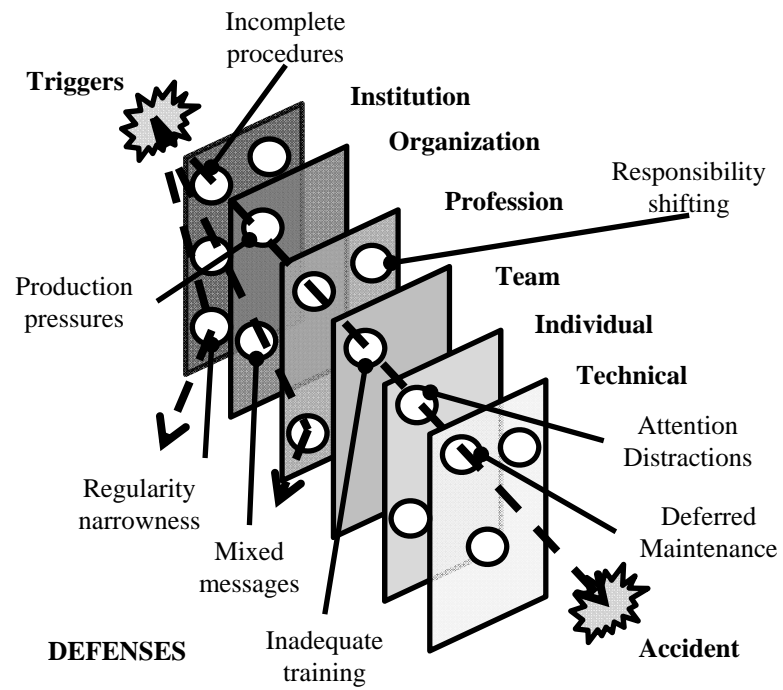 Incomplete
procedures
Triggers
Institution
Organization
Responsibility
shifting
Profession
Team
Production
pressures
Individual
Technical
Attention
Distractions
Regularity
narrowness
Mixed
messages
Deferred
Maintenance
Inadequate
training
DEFENSES
Accident